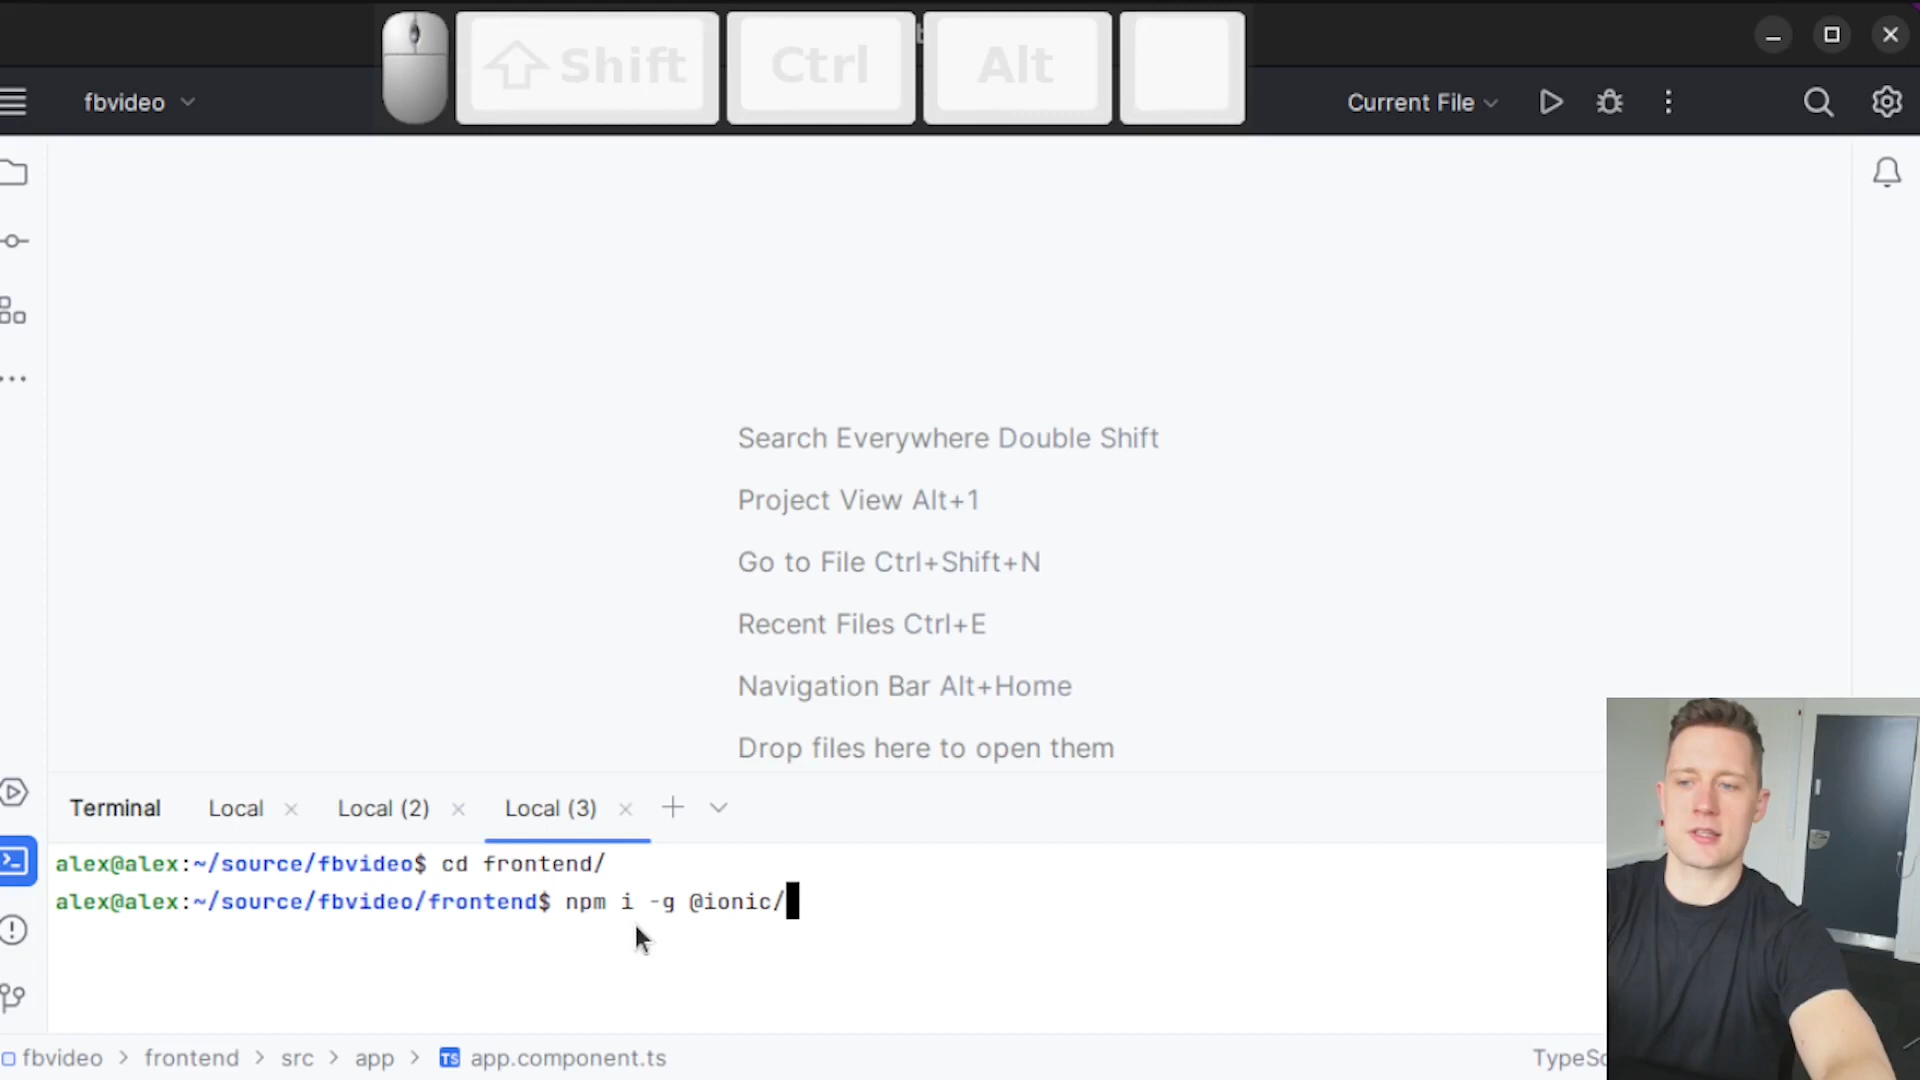 Shift
Ctrl
Alt
fbvideo
Current File
Search Everywhere Double Shift
Project View Alt+1
Go to File Ctrl+Shift+N
Recent Files Ctrl+E
Navigation Bar Alt+Home
Drop files here to open them
Terminal
Local
Local (2)
Local (3)
alex@alex:~/source/fbvideo$ cd frontend/
alex@alex:~/source/fbvideo/frontend$ npm i -g @ionic/
fbvideo > frontend > src > app > TS app.component.ts
TypeSc